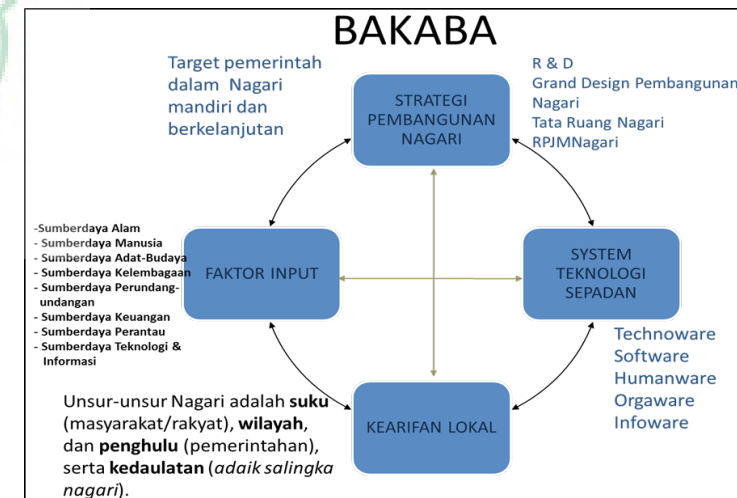 BAKABA
Target pemerintah
dalam Nagari
mandiri dan
berkelanjutan
STRATEGI
PEMBANGUNAN
NAGARI
R & D
Grand Design Pembangunan
Nagari
Tata Ruang Nagari
RPJMNagari
-Sumberdaya Alam
- Sumberdaya Manusia
- Sumberdaya Adat-Budaya
- Sumberdaya Kelembagaan
- Sumberdaya Perundang-
undangan
- Sumberdaya Keuangan
- Sumberdaya Perantau
- Sumberdaya Teknologi &
Informasi
FAKTOR INPUT
SYSTEM
TEKNOLOGI
SEPADAN
Technoware
Software
Humanware
Orgaware
Infoware
KEARIFAN LOKAL
Unsur-unsur Nagari adalah suku
(masyarakat/rakyat), wilayah,
dan penghulu (pemerintahan),
serta kedaulatan (adaik salingka
nagari).